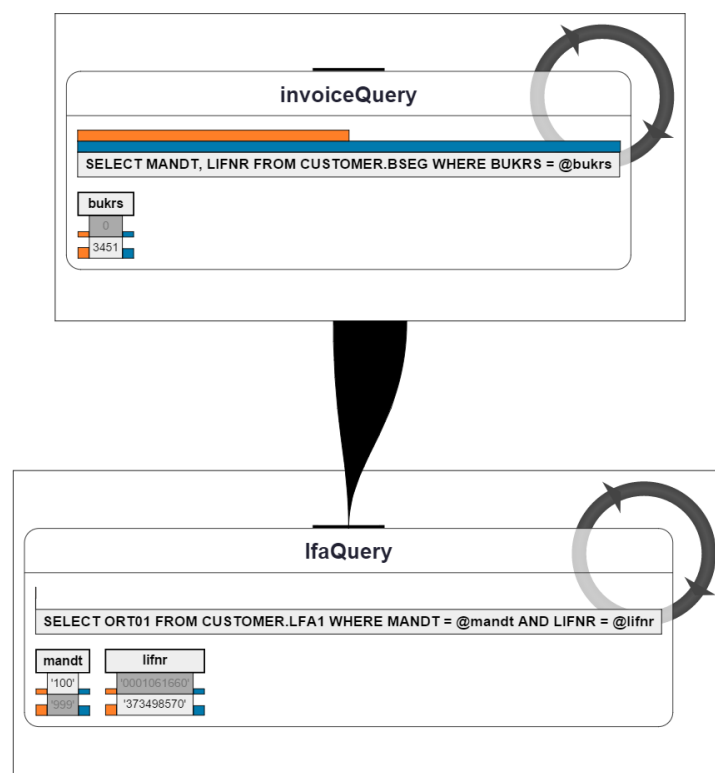 invoiceQuery
SELECT MANDT, LIFNR FROM CUSTOMER.BSEG WHERE BUKRS = @bukrs
bukrs
0
3451
lfaQuery
SELECT ORT01 FROM CUSTOMER.LFA1 WHERE MANDT = @mandt AND LIFNR = @lifnr
mandt lifnr
'100' '0001061660'
'999' '373498570'